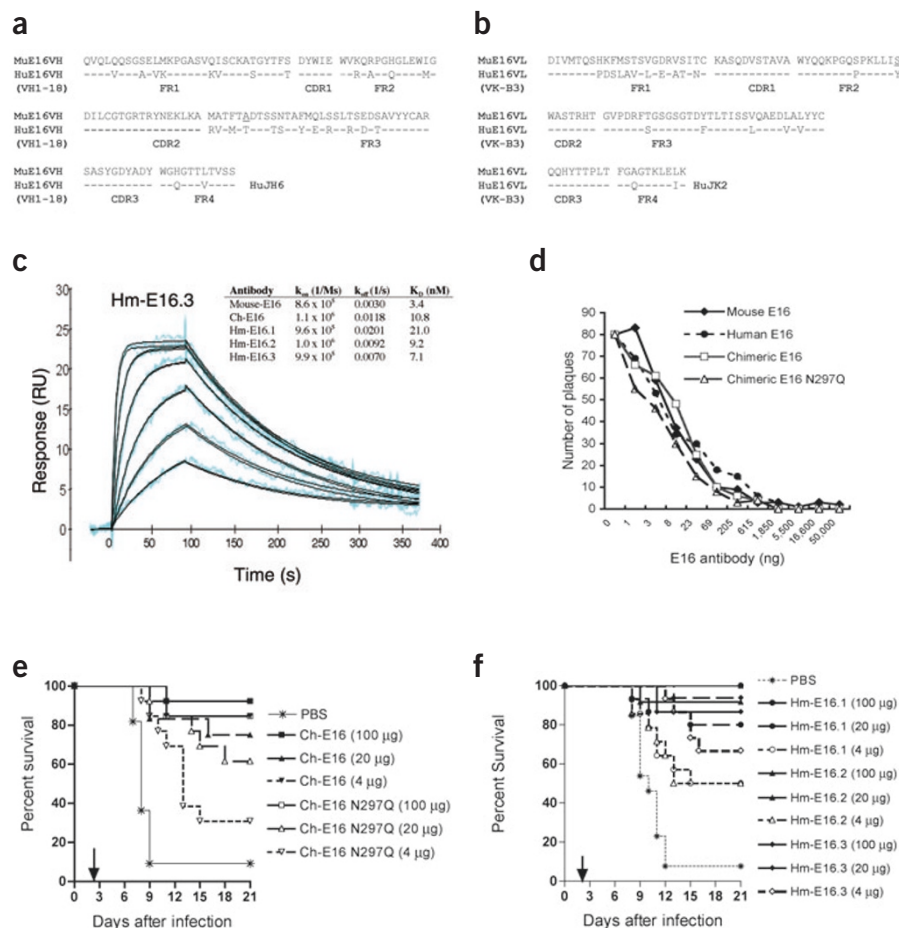 a
MuE16VH QVQLQQSGSELMKPGASVQISCKATGYTFS DYWIE WVKQRPGHGLEWIG
HuE16VH -----V---A-VK------KV----S----T ----- --R-A--Q-----M-
(VH1-18) FR1 CDR1 FR2
MuE16VH DILCGTGRTRYNEKLKA MATFTADTSSNTAFMQLSSLTSEDSAVYYCAR
HuE16VH
(VH1-18) CDR2 FR3
MuE16VH SASYGDYADY WGHGTTLTVSS
HuE16VH ---------- --Q---V---- HuJH6
(VH1-18) CDR3 FR4
b
MuE16VL DIVMTQSHKFMSTSVGDRVSITC KASQDVSTAVA WYQQKPGQSPKLLIS
HuE16VL -------PDSLAV-L-EAT-N-- ----------- --------P-----Y
(VK-B3) FR1 CDR1 FR2
MuE16VL WASTRHT GVPDRFTGSGSGTDYTLTISSVQAEDLALYYC
HuE16VL
(VK-B3) CDR2 FR3
MuE16VL QQHYTTPLT FGAGTKLELK
HuE16VL --------- --Q-----I- HuJK2
(VK-B3) CDR3 FR4
c
Hm-E16.3
Antibody kon (1/Ms) koff (1/s) KD (nM)
Mouse-E16 8.6 x 10⁵ 0.0030 3.4
Ch-E16 1.1 x 10⁶ 0.0118 10.8
Hm-E16.1 9.6 x 10⁵ 0.0201 21.0
Hm-E16.2 1.0 x 10⁶ 0.0092 9.2
Hm-E16.3 9.9 x 10⁵ 0.0070 7.1
Response (RU)
30
25
20
15
10
5
0
0 50 100 150 200 250 300 350 400
Time (s)
d
Mouse E16
Human E16
Chimeric E16
Chimeric E16 N297Q
Number of plaques
90
80
70
60
50
40
30
20
10
0
0 1 3 8 23 69 205 615 1,850 5,500 16,600 50,000
E16 antibody (ng)
e
Percent survival
100
80
60
40
20
0
0 3 6 9 12 15 18 21
Days after infection
PBS
Ch-E16 (100 µg)
Ch-E16 (20 µg)
Ch-E16 (4 µg)
Ch-E16 N297Q (100 µg)
Ch-E16 N297Q (20 µg)
Ch-E16 N297Q (4 µg)
f
Percent Survival
100
80
60
40
20
0
0 3 6 9 12 15 18 21
Days after infection
PBS
Hm-E16.1 (100 µg)
Hm-E16.1 (20 µg)
Hm-E16.1 (4 µg)
Hm-E16.2 (100 µg)
Hm-E16.2 (20 µg)
Hm-E16.2 (4 µg)
Hm-E16.3 (100 µg)
Hm-E16.3 (20 µg)
Hm-E16.3 (4 µg)